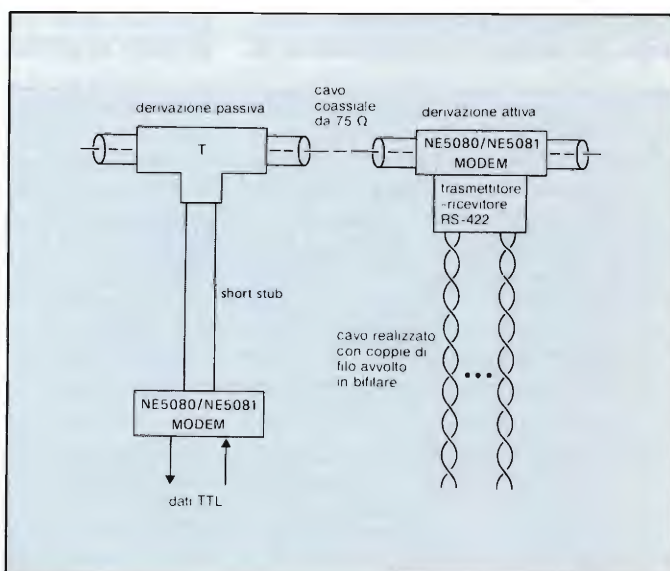 derivazione passiva
cavo
coassiale
da 75 Ω
derivazione attiva
T
NE5080/NE5081
MODEM
trasmettitore
-ricevitore
RS-422
short stub
cavo realizzato
con coppie di
filo avvolto
in bifilare
NE5080/NE5081
MODEM
dati TTL